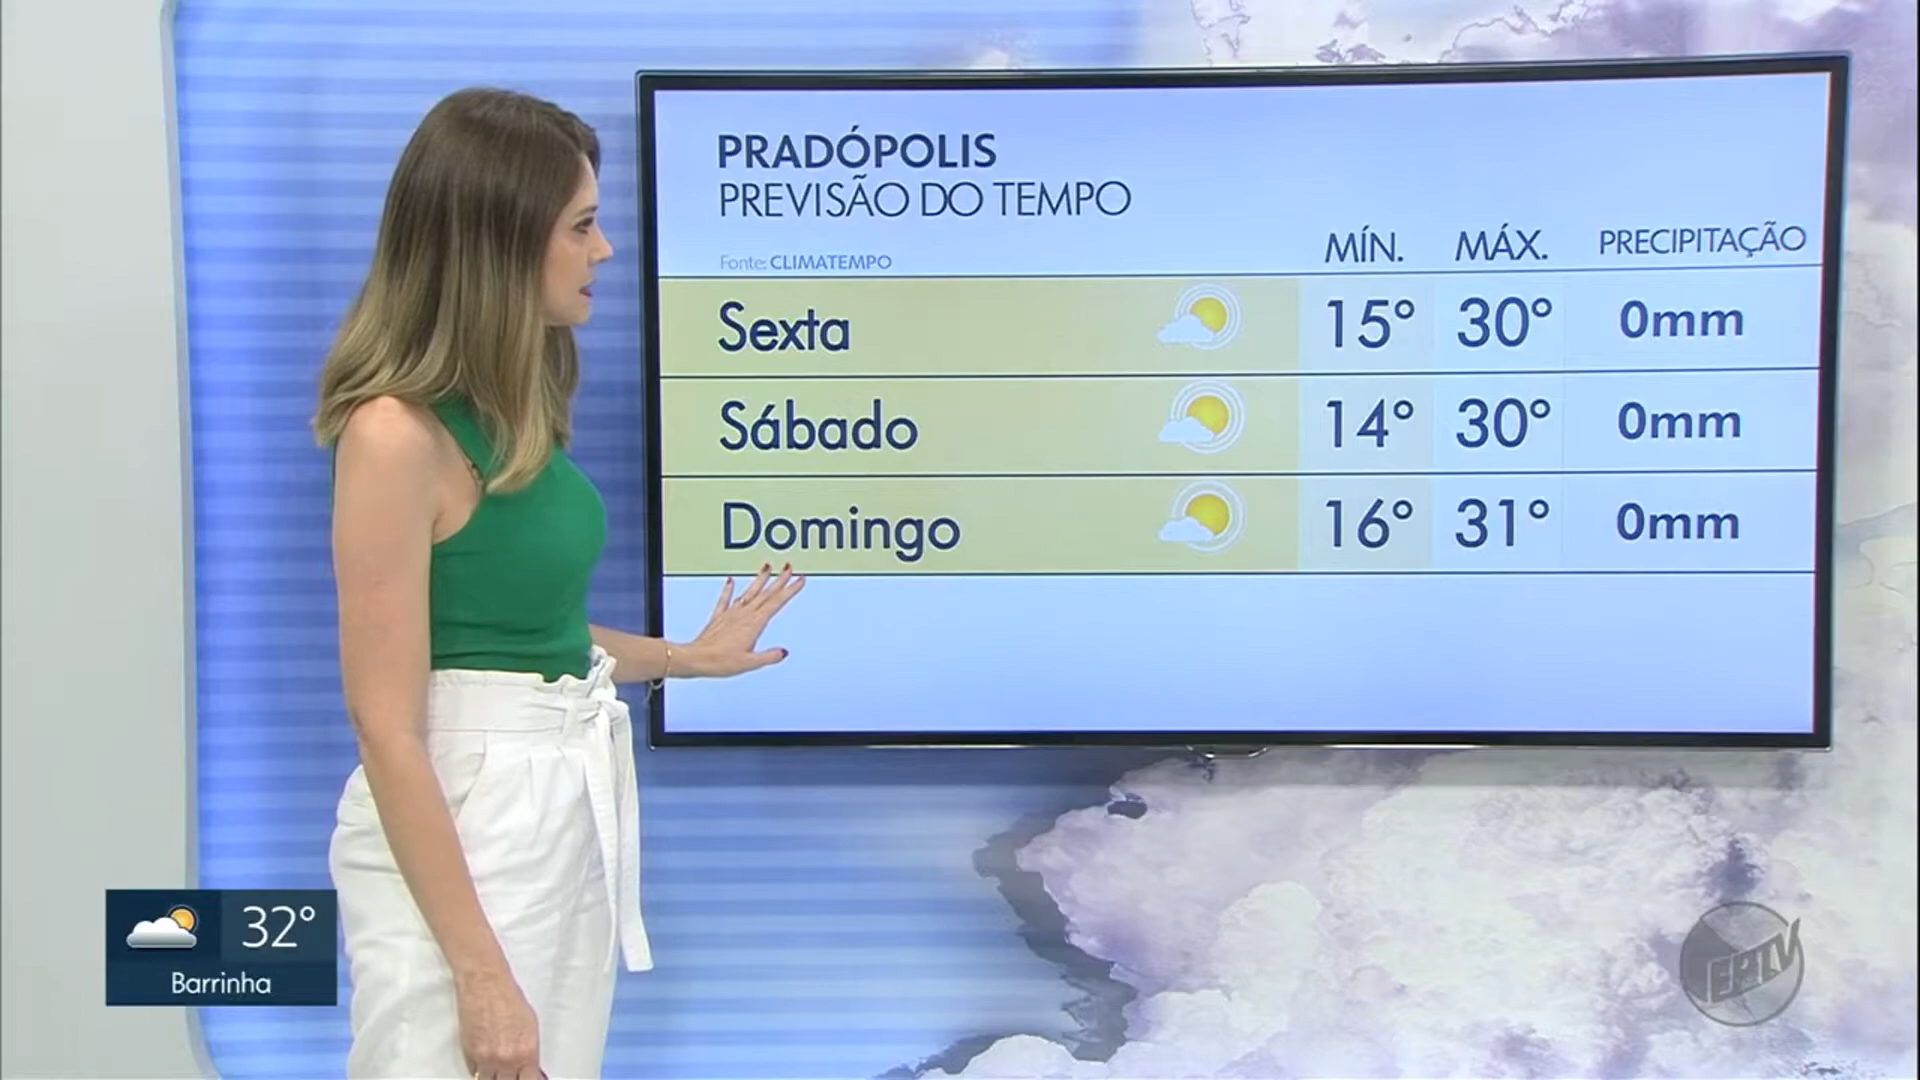 PRADÓPOLIS
PREVISÃO DO TEMPO
Fonte: CLIMATEMPO
MÍN. MÁX. PRECIPITAÇÃO
Sexta 15° 30° 0mm
Sábado 14° 30° 0mm
Domingo 16° 31° 0mm
32°
Barrinha
EPTV